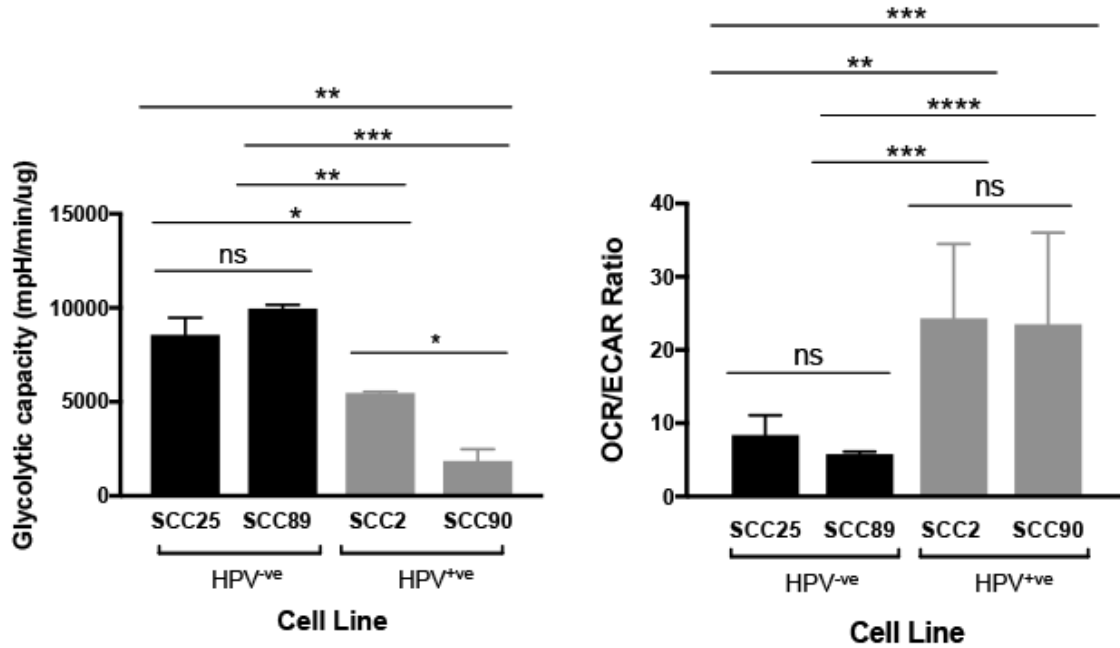 **
***
**
*
ns
*
Glycolytic capacity (mpH/min/ug)
15000
10000
5000
0
SCC25 SCC89 SCC2 SCC90
HPV-ve HPV+ve
Cell Line
***
**
****
***
ns
ns
OCR/ECAR Ratio
40
30
20
10
0
SCC25 SCC89 SCC2 SCC90
HPV-ve HPV+ve
Cell Line